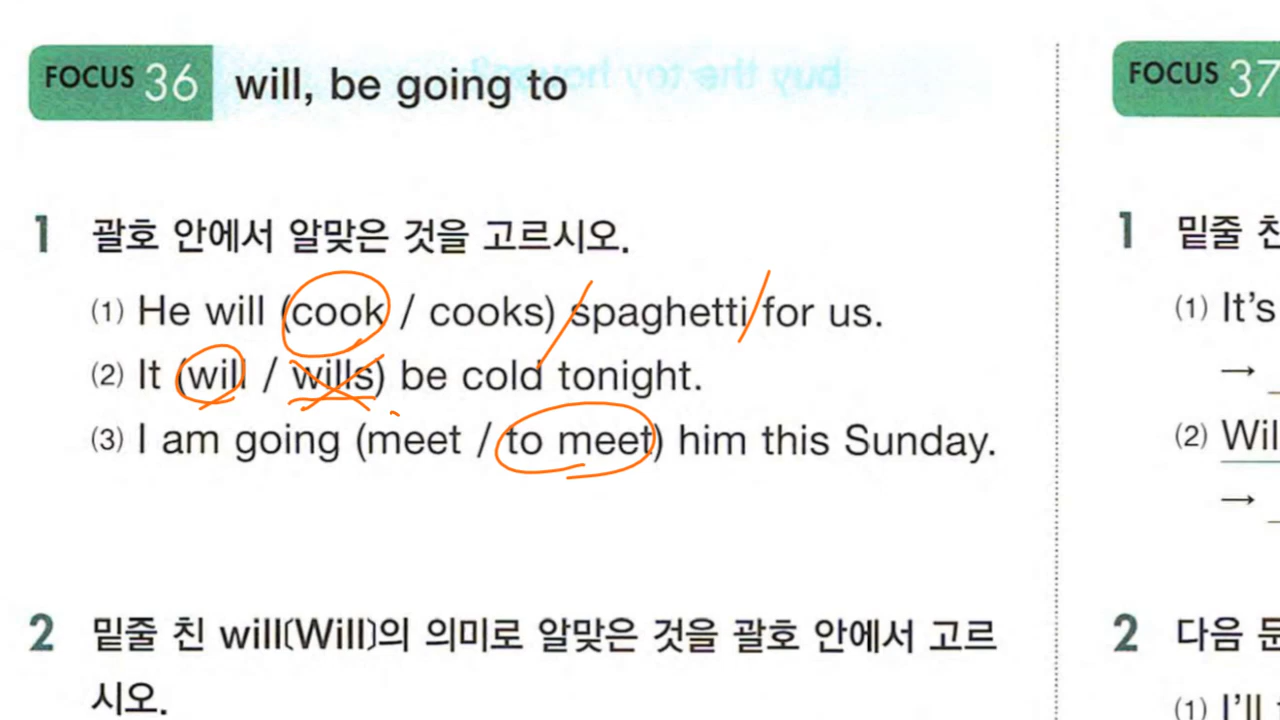 FOCUS 36 will, be going to
1 괄호 안에서 알맞은 것을 고르시오.
(1) He will (cook / cooks) spaghetti for us.
(2) It (will / wills) be cold tonight.
(3) I am going (meet / to meet) him this Sunday.
2 밑줄 친 will(Will)의 의미로 알맞은 것을 괄호 안에서 고르
시오.
FOCUS 37
1 밑줄 친
(1) It's
→
(2) Wil
→
2 다음 문
(1) I'll